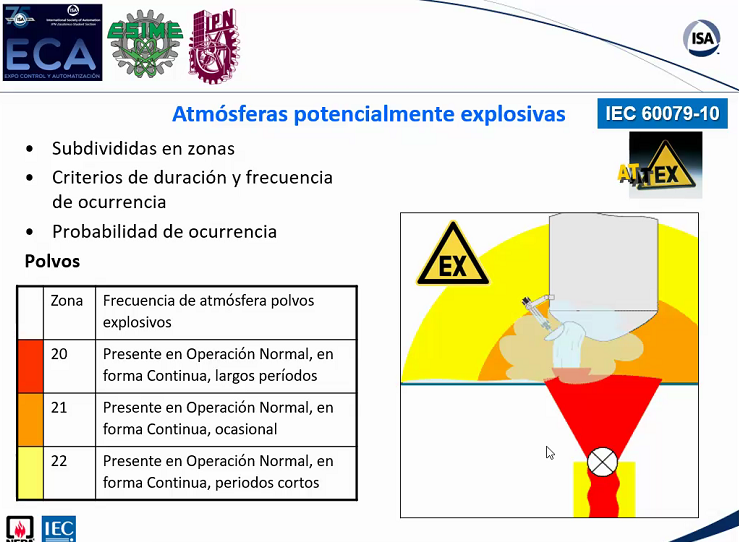 75
ISA
International Society of Automation
ECA
EXPO CONTROL Y AUTOMATIZACIÓN
ESIME
IPN
ISA
Atmósferas potencialmente explosivas
IEC 60079-10
• Subdivididas en zonas
• Criterios de duración y frecuencia
de ocurrencia
• Probabilidad de ocurrencia
Polvos
EX
Zona
Frecuencia de atmósfera polvos
explosivos
20
Presente en Operación Normal, en
forma Continua, largos períodos
21
Presente en Operación Normal, en
forma Continua, ocasional
22
Presente en Operación Normal, en
forma Continua, periodos cortos
EX
NFPA
IEC